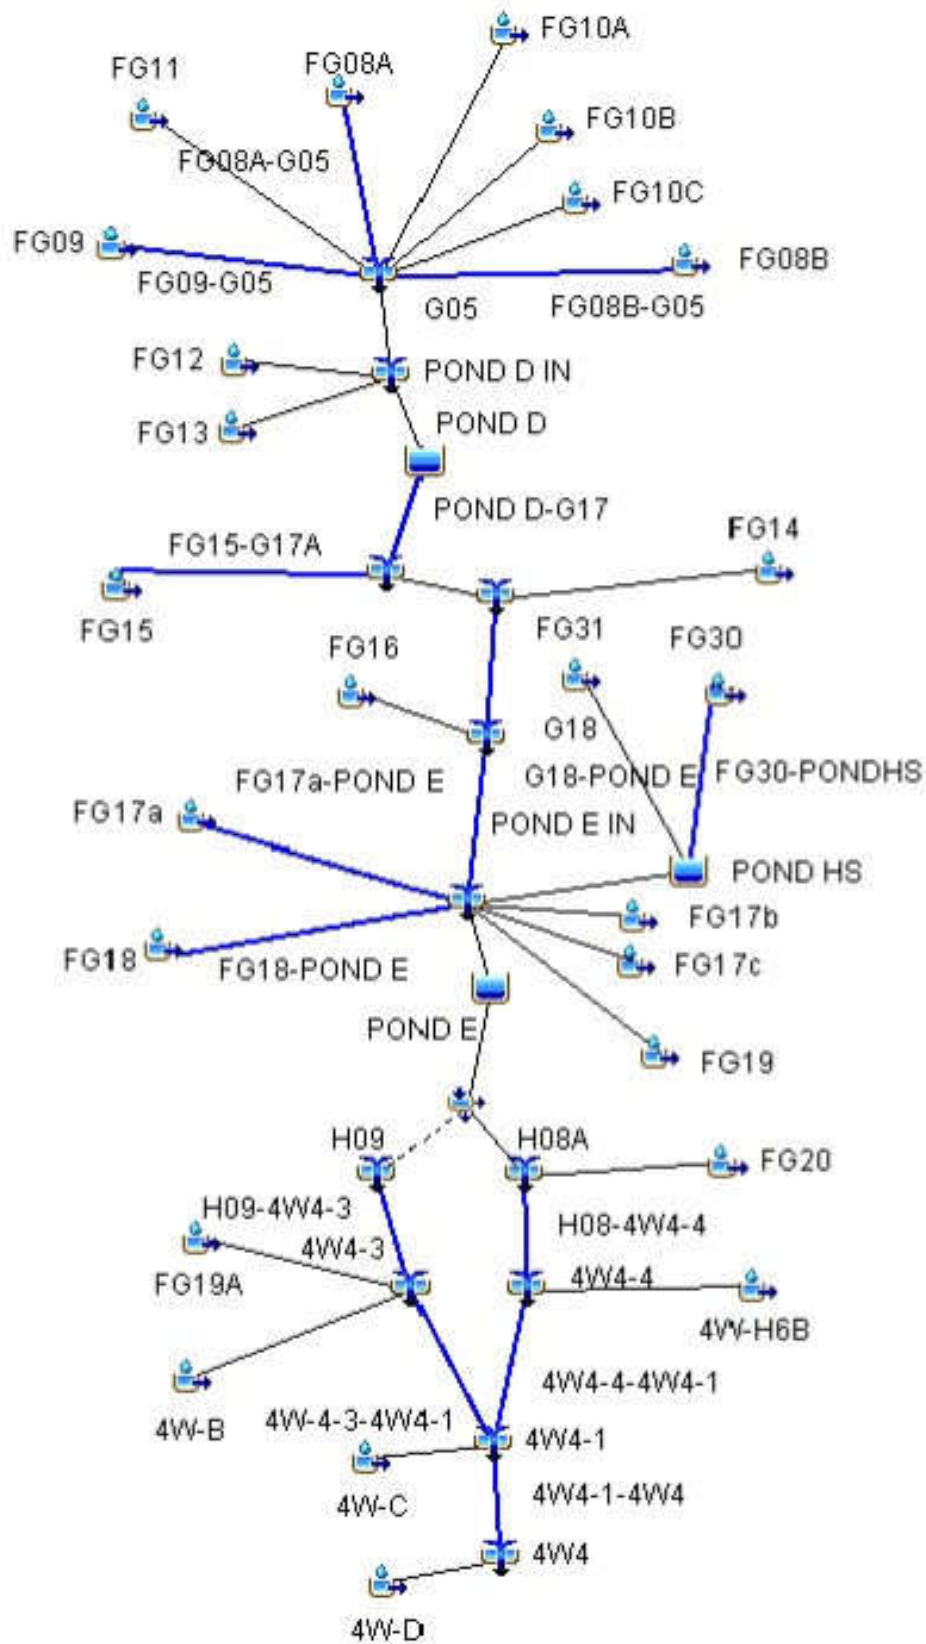 FG10A
FG11
FG08A
FG10B
FG08A-G05
FG10C
FG09
FG08B
FG09-G05
G05
FG08B-G05
FG12
POND D IN
FG13
POND D
POND D-G17
FG15-G17A
FG14
FG15
FG31
FG16
FG30
G18
FG17a-POND E
G18-POND E
FG30-PONDHS
FG17a
POND E IN
POND HS
FG17b
FG18
FG18-POND E
FG17c
POND E
FG19
H09
H08A
FG20
H09-4W4-3
H08-4W4-4
4W4-3
FG19A
4W4-4
4W-H6B
4W4-4-4W4-1
4W-B
4W-4-3-4W4-1
4W4-1
4W-C
4W4-1-4W4
4W4
4W-D